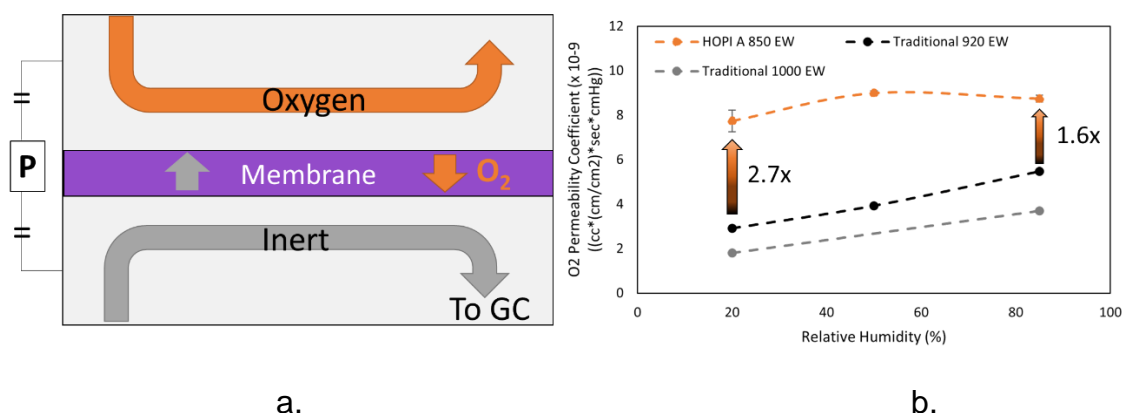 Oxygen
=
P
=
Membrane
O2
Inert
To GC
a.
O2 Permeability Coefficient (x 10-9
((cc*(cm/cm2)*sec*cmHg))
12
10
8
6
4
2
0
HOPI A 850 EW
Traditional 920 EW
Traditional 1000 EW
2.7x
1.6x
0
20
40
60
80
100
Relative Humidity (%)
b.